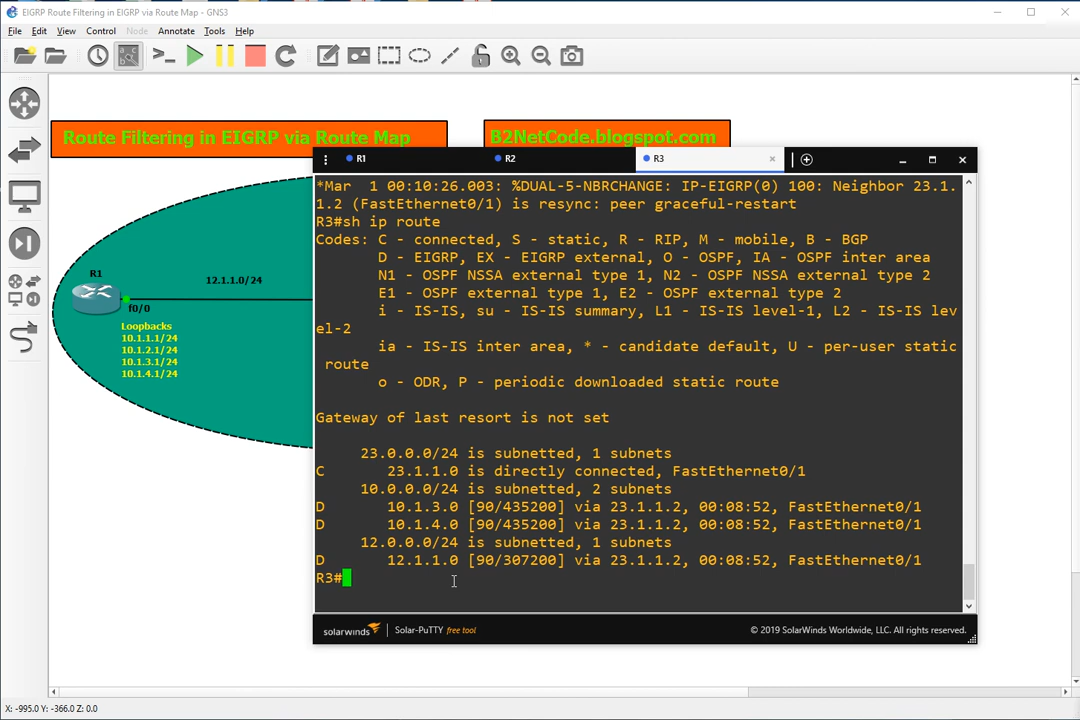 EIGRP Route Filtering in EIGRP via Route Map - GNS3
File Edit View Control Node Annotate Tools Help
Route Filtering in EIGRP via Route Map
B2NetCode.blogspot.com
R1
12.1.1.0/24
f0/0
Loopbacks
10.1.1.1/24
10.1.2.1/24
10.1.3.1/24
10.1.4.1/24
R1 R2 R3
*Mar  1 00:10:26.003: %DUAL-5-NBRCHANGE: IP-EIGRP(0) 100: Neighbor 23.1.
1.2 (FastEthernet0/1) is resync: peer graceful-restart
R3#sh ip route
Codes: C - connected, S - static, R - RIP, M - mobile, B - BGP
D - EIGRP, EX - EIGRP external, O - OSPF, IA - OSPF inter area
N1 - OSPF NSSA external type 1, N2 - OSPF NSSA external type 2
E1 - OSPF external type 1, E2 - OSPF external type 2
i - IS-IS, su - IS-IS summary, L1 - IS-IS level-1, L2 - IS-IS lev
el-2
ia - IS-IS inter area, * - candidate default, U - per-user static
route
o - ODR, P - periodic downloaded static route
Gateway of last resort is not set
23.0.0.0/24 is subnetted, 1 subnets
C 23.1.1.0 is directly connected, FastEthernet0/1
10.0.0.0/24 is subnetted, 2 subnets
D 10.1.3.0 [90/435200] via 23.1.1.2, 00:08:52, FastEthernet0/1
D 10.1.4.0 [90/435200] via 23.1.1.2, 00:08:52, FastEthernet0/1
12.0.0.0/24 is subnetted, 1 subnets
D 12.1.1.0 [90/307200] via 23.1.1.2, 00:08:52, FastEthernet0/1
R3#
solarwinds | Solar-PuTTY free tool
© 2019 SolarWinds Worldwide, LLC. All rights reserved.
X: -995.0 Y: -366.0 Z: 0.0